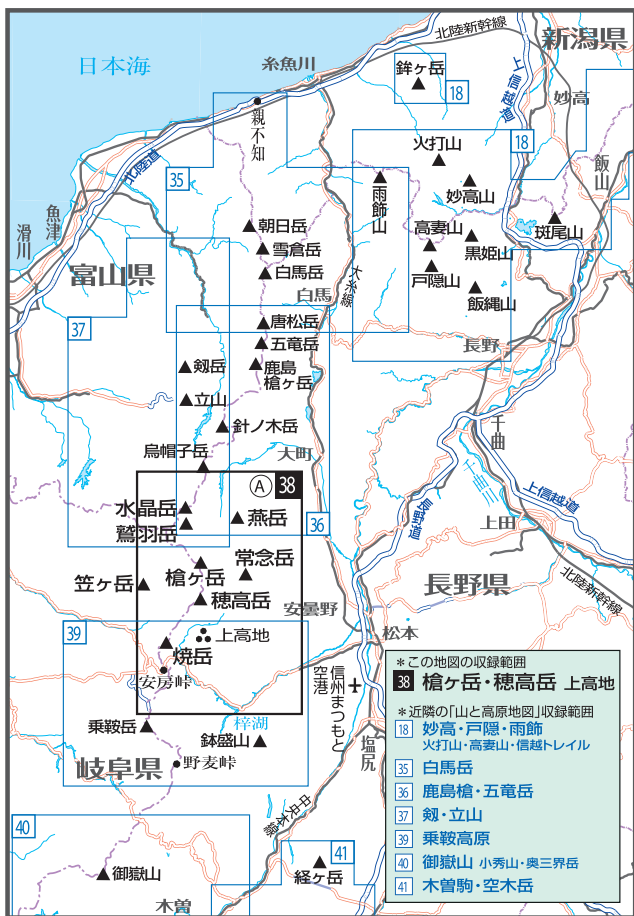 新潟県
北陸新幹線
日本海
糸魚川
鉾ヶ岳
18
上信越道
妙高
親不知
北陸道
35
火打山
18
飯山
雨飾山
妙高山
魚津
滑川
朝日岳
雪倉岳
高妻山
黒姫山
斑尾山
富山県
白馬岳
大糸線
戸隠山
飯縄山
白馬
37
唐松岳
五竜岳
長野
剱岳
鹿島
槍ヶ岳
立山
針ノ木岳
千曲
烏帽子岳
大町
千曲川
Ⓐ 38
上信越道
水晶岳
燕岳
36
長野道
上田
鷲羽岳
常念岳
槍ヶ岳
北陸新幹線
笠ヶ岳
穂高岳
安曇野
長野県
39
上高地
松本
焼岳
安房峠
信州まつもと
空港
梓湖
乗鞍岳
鉢盛山
塩尻
岐阜県
野麦峠
中央本線
40
41
御嶽山
経ヶ岳
木曽
*この地図の収録範囲
38 槍ヶ岳・穂高岳 上高地
*近隣の「山と高原地図」収録範囲
18 妙高・戸隠・雨飾
火打山・高妻山・信越トレイル
35 白馬岳
36 鹿島槍・五竜岳
37 剱・立山
39 乗鞍高原
40 御嶽山 小秀山・奥三界岳
41 木曽駒・空木岳